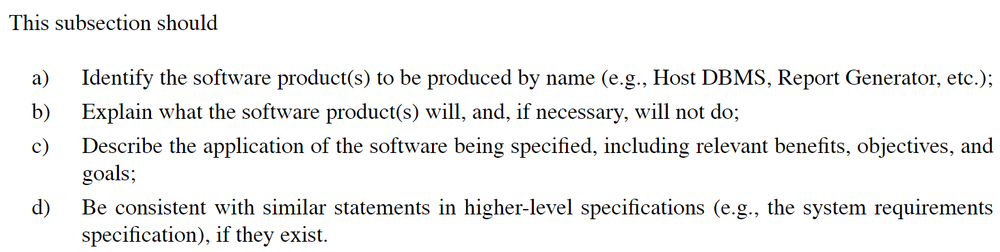 This subsection should
a) Identify the software product(s) to be produced by name (e.g., Host DBMS, Report Generator, etc.);
b) Explain what the software product(s) will, and, if necessary, will not do;
c) Describe the application of the software being specified, including relevant benefits, objectives, and
goals;
d) Be consistent with similar statements in higher-level specifications (e.g., the system requirements
specification), if they exist.